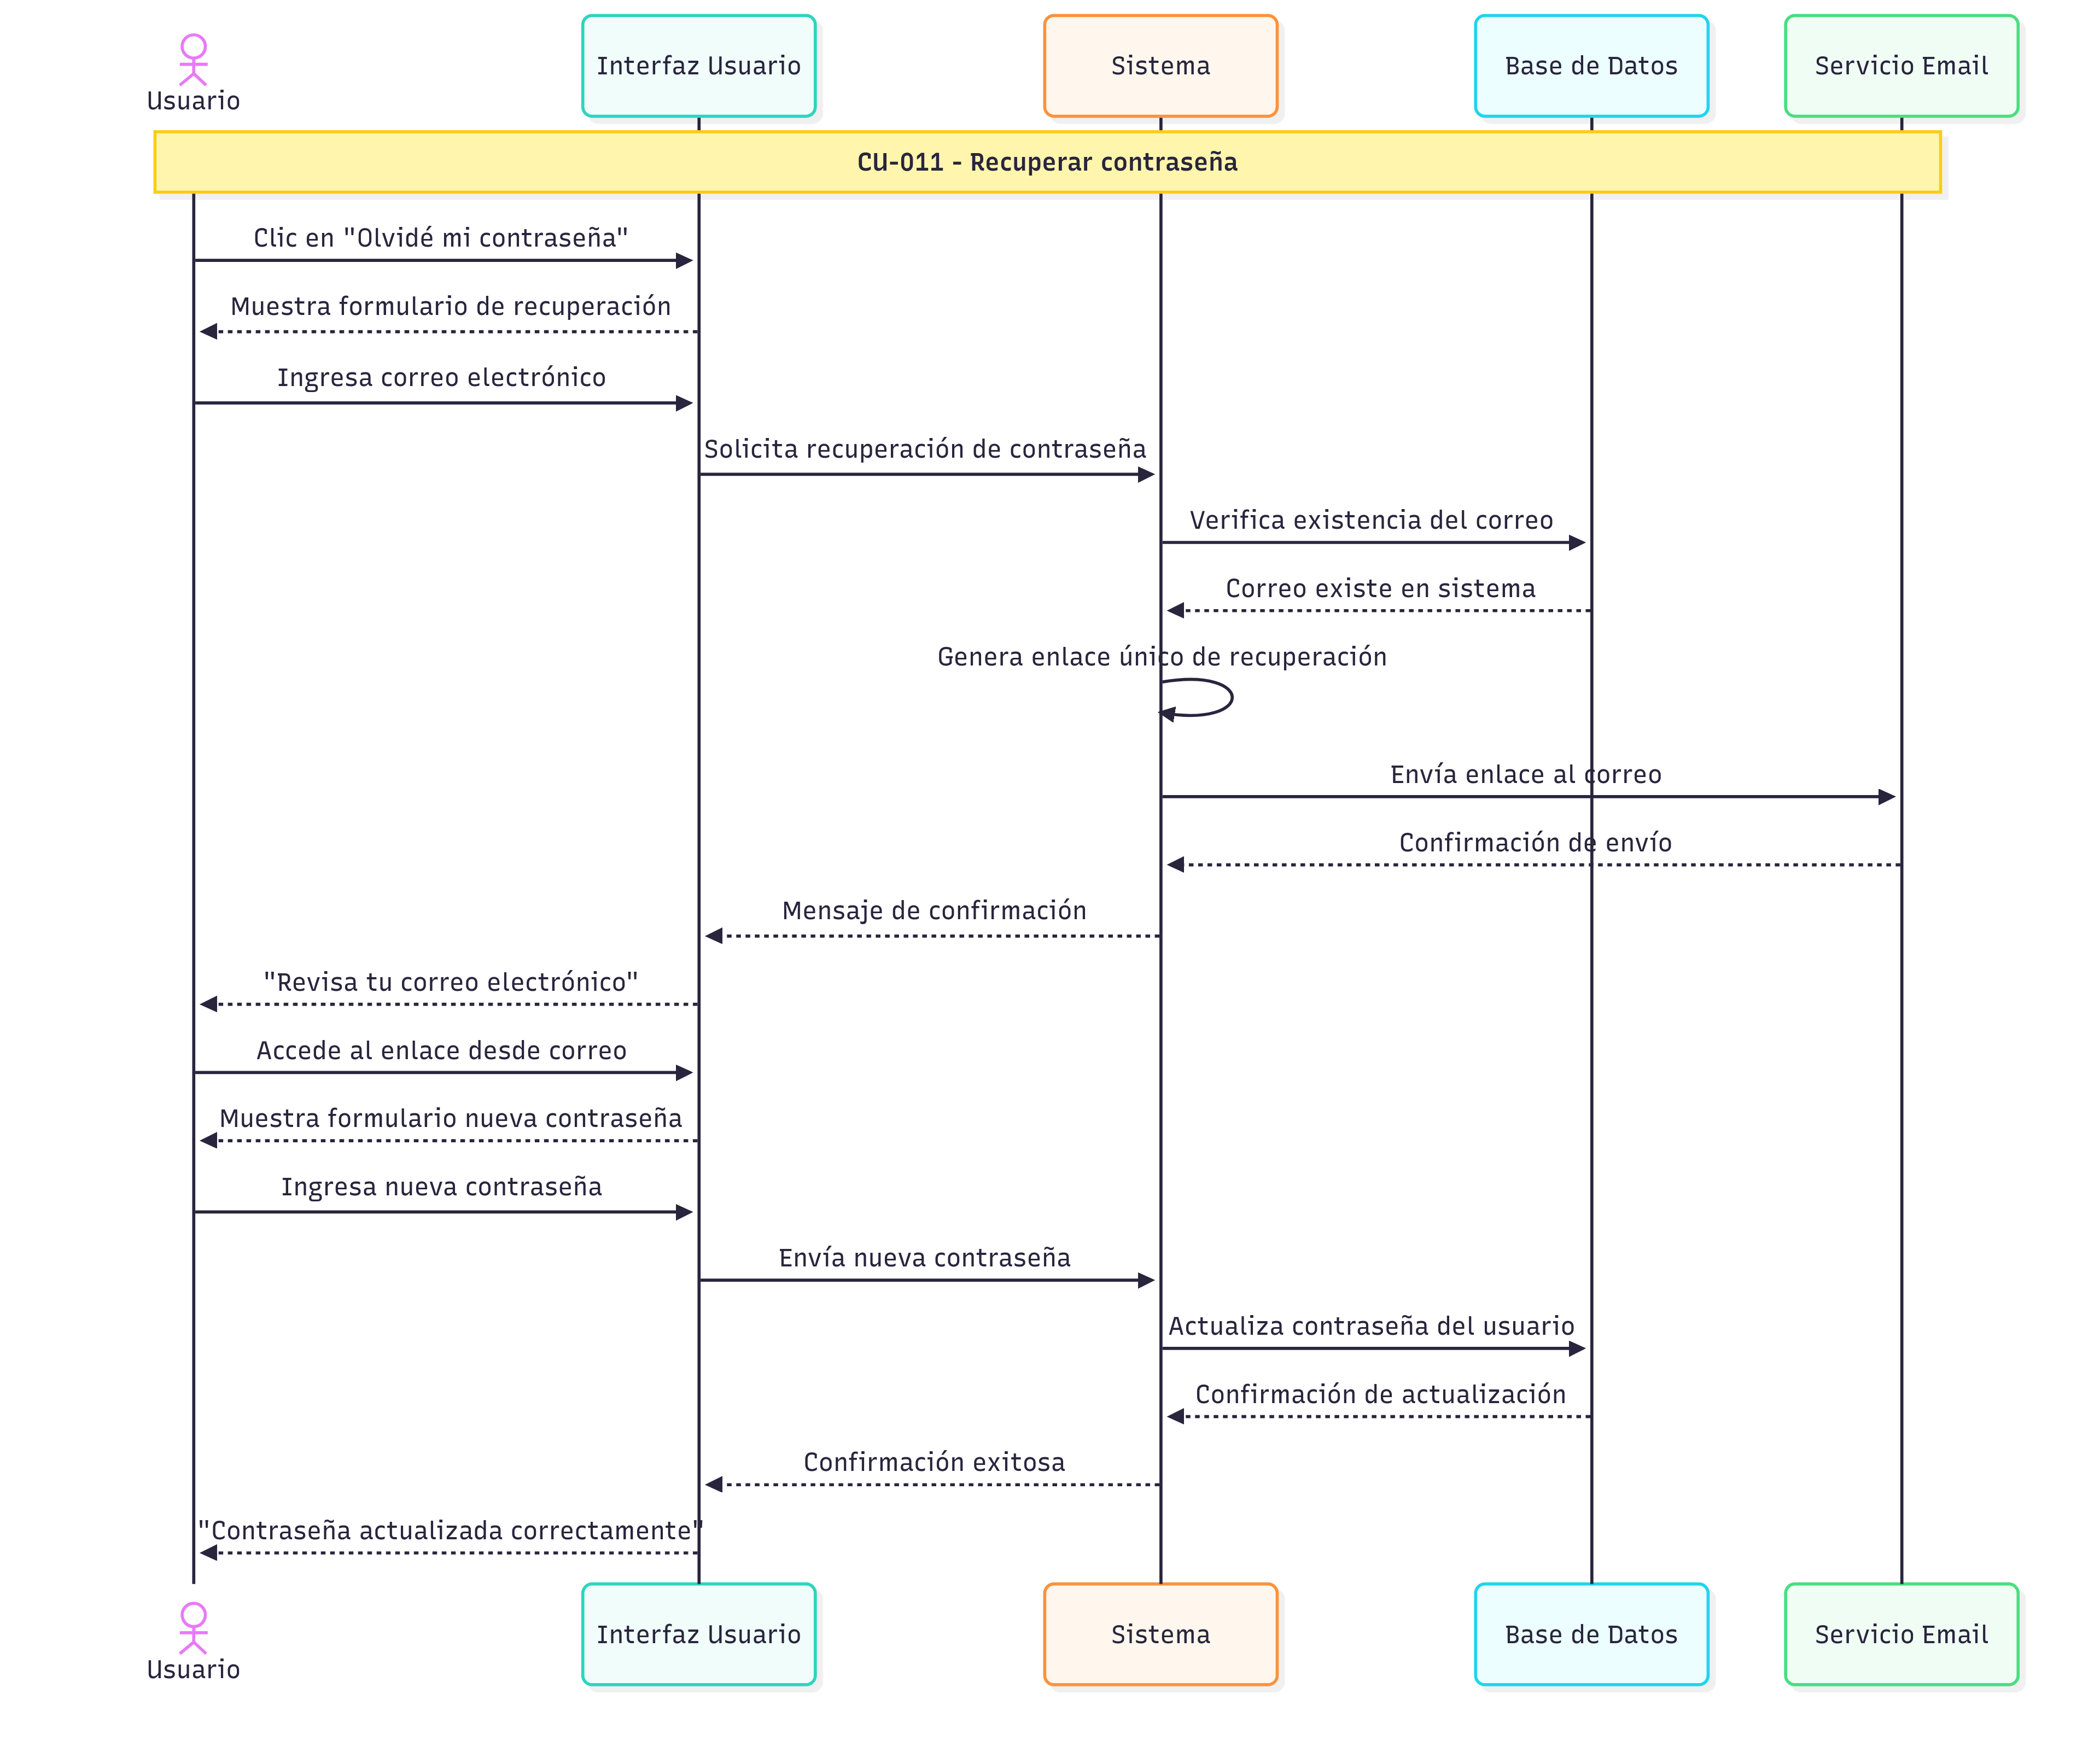 Usuario
Interfaz Usuario
Sistema
Base de Datos
Servicio Email
CU-011 - Recuperar contraseña
Clic en "Olvidé mi contraseña"
Muestra formulario de recuperación
Ingresa correo electrónico
Solicita recuperación de contraseña
Verifica existencia del correo
Correo existe en sistema
Genera enlace único de recuperación
Envía enlace al correo
Confirmación de envío
Mensaje de confirmación
"Revisa tu correo electrónico"
Accede al enlace desde correo
Muestra formulario nueva contraseña
Ingresa nueva contraseña
Envía nueva contraseña
Actualiza contraseña del usuario
Confirmación de actualización
Confirmación exitosa
"Contraseña actualizada correctamente"
Usuario
Interfaz Usuario
Sistema
Base de Datos
Servicio Email